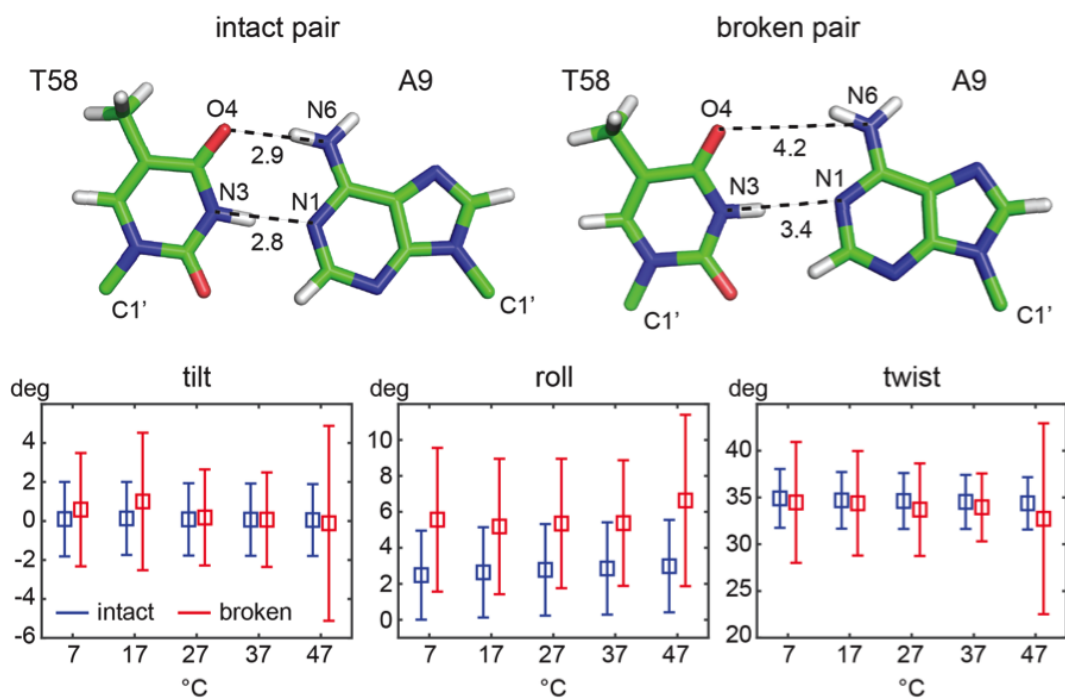 intact pair
broken pair
T58
A9
O4
N6
2.9
N3
N1
2.8
C1'
C1'
T58
A9
O4
N6
4.2
N3
N1
3.4
C1'
C1'
deg
tilt
4
2
0
-2
-4
-6
intact
broken
7 17 27 37 47
°C
roll
10
8
6
4
2
0
7 17 27 37 47
°C
deg
twist
40
35
30
25
20
7 17 27 37 47
°C